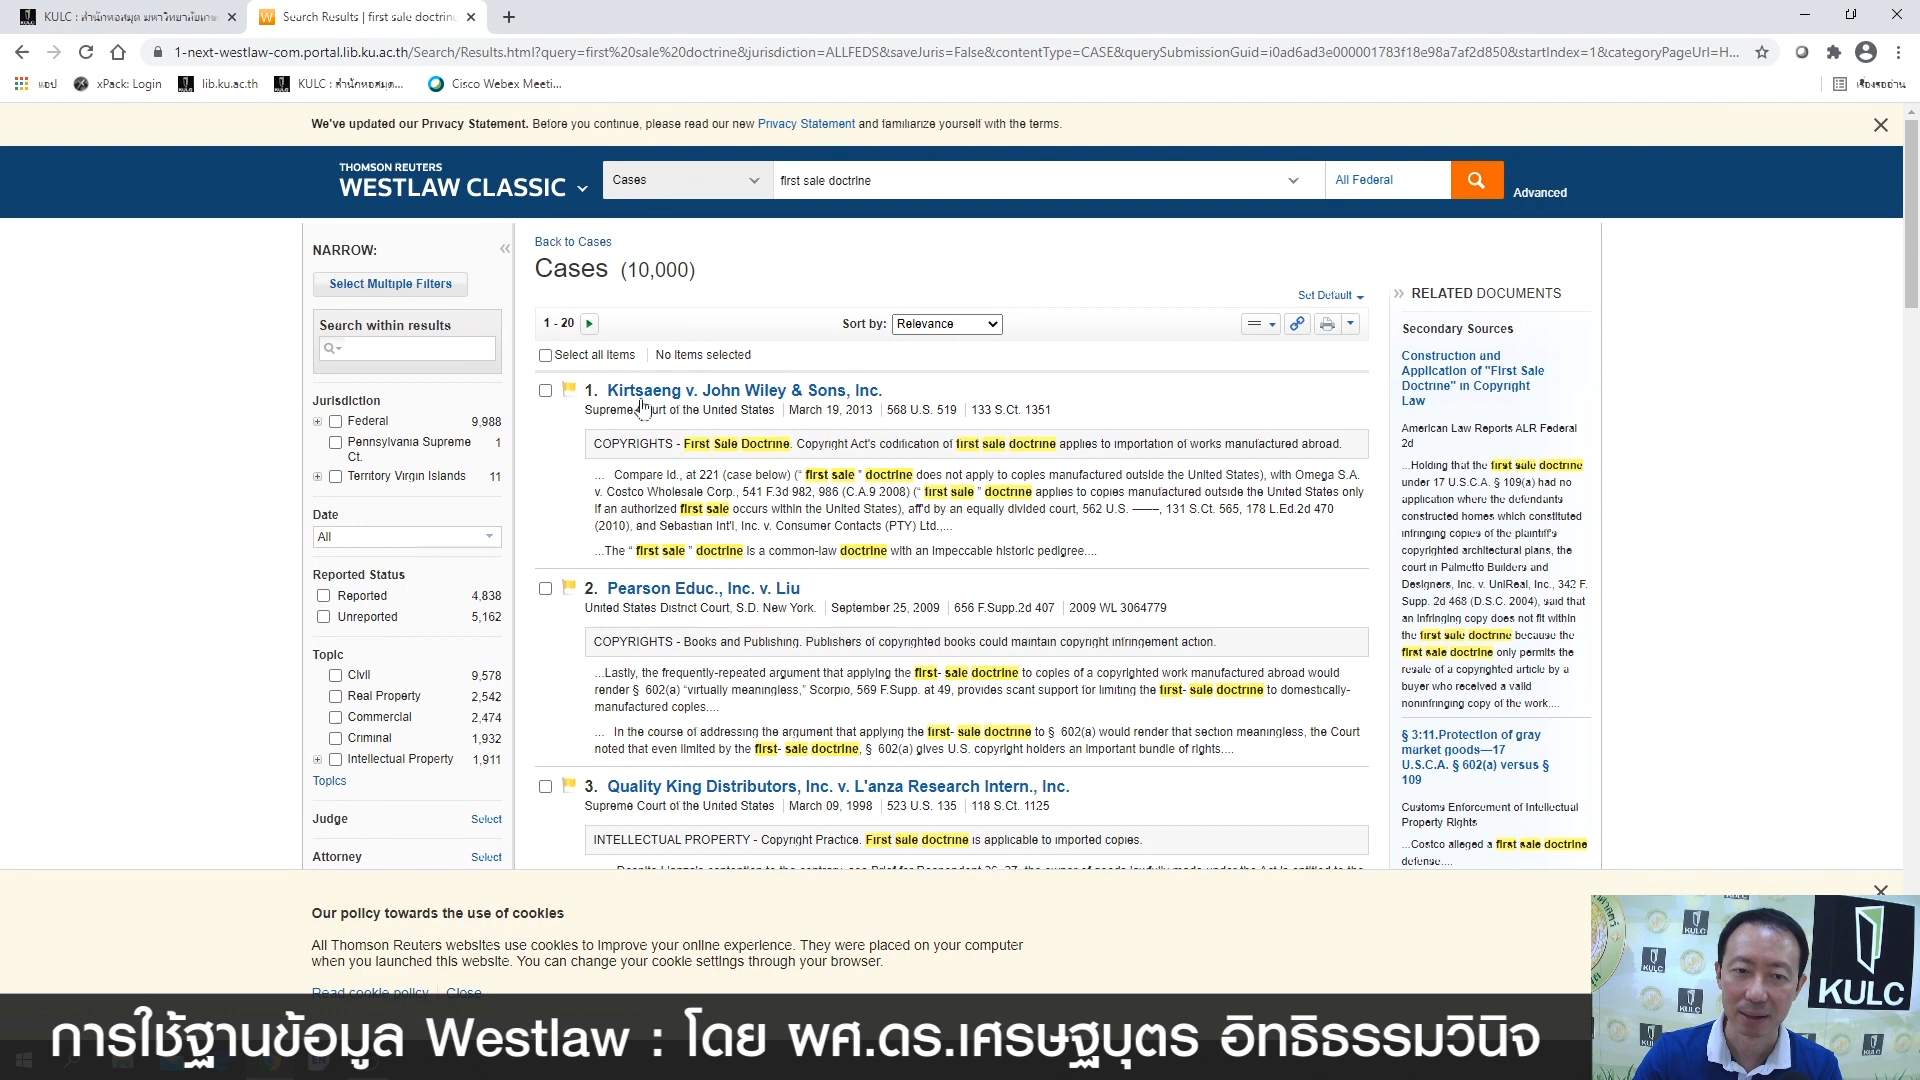 Search Results | first sale doctrine
1-next-westlaw-com.portal.lib.ku.ac.th/Search/Results.html?query=first%20sale%20doctrine&jurisdiction=ALLFEDS&saveJuris=False&contentType=CASE&querySubmissionGuid=i0ad6ad3e000001783f18e98a7af2d850&startIndex=1&categoryPageUrl=H...
แอป
xPack: Login
lib.ku.ac.th
KULC : สำนักหอสมุด...
Cisco Webex Meeti...
We've updated our Privacy Statement. Before you continue, please read our new Privacy Statement and familiarize yourself with the terms.
THOMSON REUTERS
WESTLAW CLASSIC
Cases
first sale doctrine
All Federal
Advanced
NARROW:
Select Multiple Filters
Search within results
Jurisdiction
Federal 9,988
Pennsylvania Supreme Ct. 1
Territory Virgin Islands 11
Date
All
Reported Status
Reported 4,838
Unreported 5,162
Topic
Civil 9,578
Real Property 2,542
Commercial 2,474
Criminal 1,932
Intellectual Property 1,911
Topics
Judge Select
Attorney Select
Back to Cases
Cases (10,000)
Set Default
1 - 20
Sort by: Relevance
Select all items No items selected
1. Kirtsaeng v. John Wiley & Sons, Inc.
Supreme Court of the United States March 19, 2013 568 U.S. 519 133 S.Ct. 1351
COPYRIGHTS - First Sale Doctrine. Copyright Act's codification of first sale doctrine applies to importation of works manufactured abroad.
... Compare Id., at 221 (case below) (“ first sale ” doctrine does not apply to copies manufactured outside the United States), with Omega S.A.
v. Costco Wholesale Corp., 541 F.3d 982, 986 (C.A.9 2008) (“ first sale ” doctrine applies to copies manufactured outside the United States only
if an authorized first sale occurs within the United States), aff'd by an equally divided court, 562 U.S. ––––, 131 S.Ct. 565, 178 L.Ed.2d 470
(2010), and Sebastian Int'l, Inc. v. Consumer Contacts (PTY) Ltd.,...
...The “ first sale ” doctrine is a common-law doctrine with an impeccable historic pedigree....
2. Pearson Educ., Inc. v. Liu
United States District Court, S.D. New York. September 25, 2009 656 F.Supp.2d 407 2009 WL 3064779
COPYRIGHTS - Books and Publishing. Publishers of copyrighted books could maintain copyright infringement action.
...Lastly, the frequently-repeated argument that applying the first- sale doctrine to copies of a copyrighted work manufactured abroad would
render § 602(a) “virtually meaningless,” Scorpio, 569 F.Supp. at 49, provides scant support for limiting the first- sale doctrine to domestically-
manufactured copies....
... In the course of addressing the argument that applying the first- sale doctrine to § 602(a) would render that section meaningless, the Court
noted that even limited by the first- sale doctrine, § 602(a) gives U.S. copyright holders an important bundle of rights....
3. Quality King Distributors, Inc. v. L'anza Research Intern., Inc.
Supreme Court of the United States March 09, 1998 523 U.S. 135 118 S.Ct. 1125
INTELLECTUAL PROPERTY - Copyright Practice. First sale doctrine is applicable to imported copies.
RELATED DOCUMENTS
Secondary Sources
Construction and
Application of "First Sale
Doctrine" in Copyright
Law
American Law Reports ALR Federal
2d
...Holding that the first sale doctrine
under 17 U.S.C.A. § 109(a) had no
application where the defendants
constructed homes which constituted
infringing copies of the plaintiff's
copyrighted architectural plans, the
court in Palmetto Builders and
Designers, Inc. v. UniReal, Inc., 342 F.
Supp. 2d 468 (D.S.C. 2004), said that
an infringing copy does not fit within
the first sale doctrine because the
first sale doctrine only permits the
resale of a copyrighted article by a
buyer who received a valid
noninfringing copy of the work....
§ 3:11.Protection of gray
market goods—17
U.S.C.A. § 602(a) versus §
109
Customs Enforcement of Intellectual
Property Rights
...Costco alleged a first sale doctrine
defense....
Our policy towards the use of cookies
All Thomson Reuters websites use cookies to improve your online experience. They were placed on your computer
when you launched this website. You can change your cookie settings through your browser.
Read cookie policy Close
KULC
การใช้ฐานข้อมูล Westlaw : โดย ผศ.ดร.เศรษฐบุตร อิทธิธรรมวินิจ